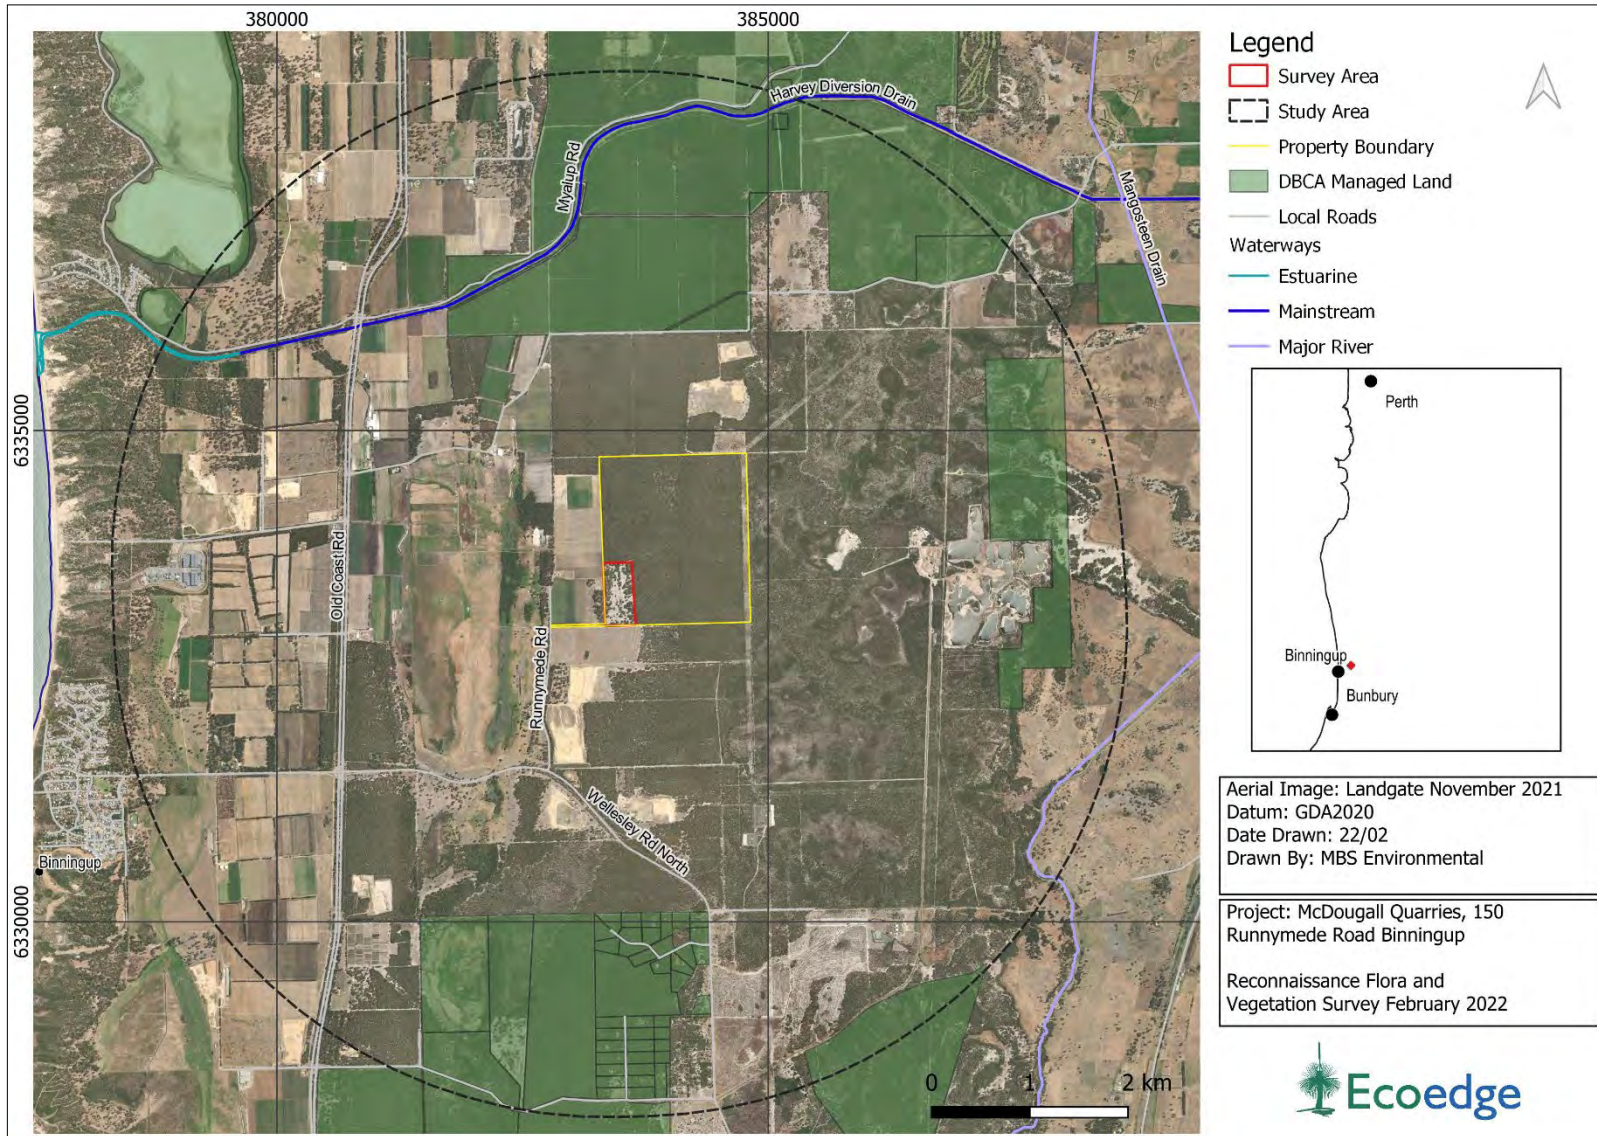 380000
385000
6335000
6330000
Harvey Diversion Drain
Myalup Rd
Mangosteen Drain
Old Coast Rd
Runnymede Rd
Wellesley Rd North
Binningup
0 1 2 km
Legend
Survey Area
Study Area
Property Boundary
DBCA Managed Land
Local Roads
Waterways
Estuarine
Mainstream
Major River
Perth
Binningup
Bunbury
Aerial Image: Landgate November 2021
Datum: GDA2020
Date Drawn: 22/02
Drawn By: MBS Environmental
Project: McDougall Quarries, 150
Runnymede Road Binningup
Reconnaissance Flora and
Vegetation Survey February 2022
Ecoedge